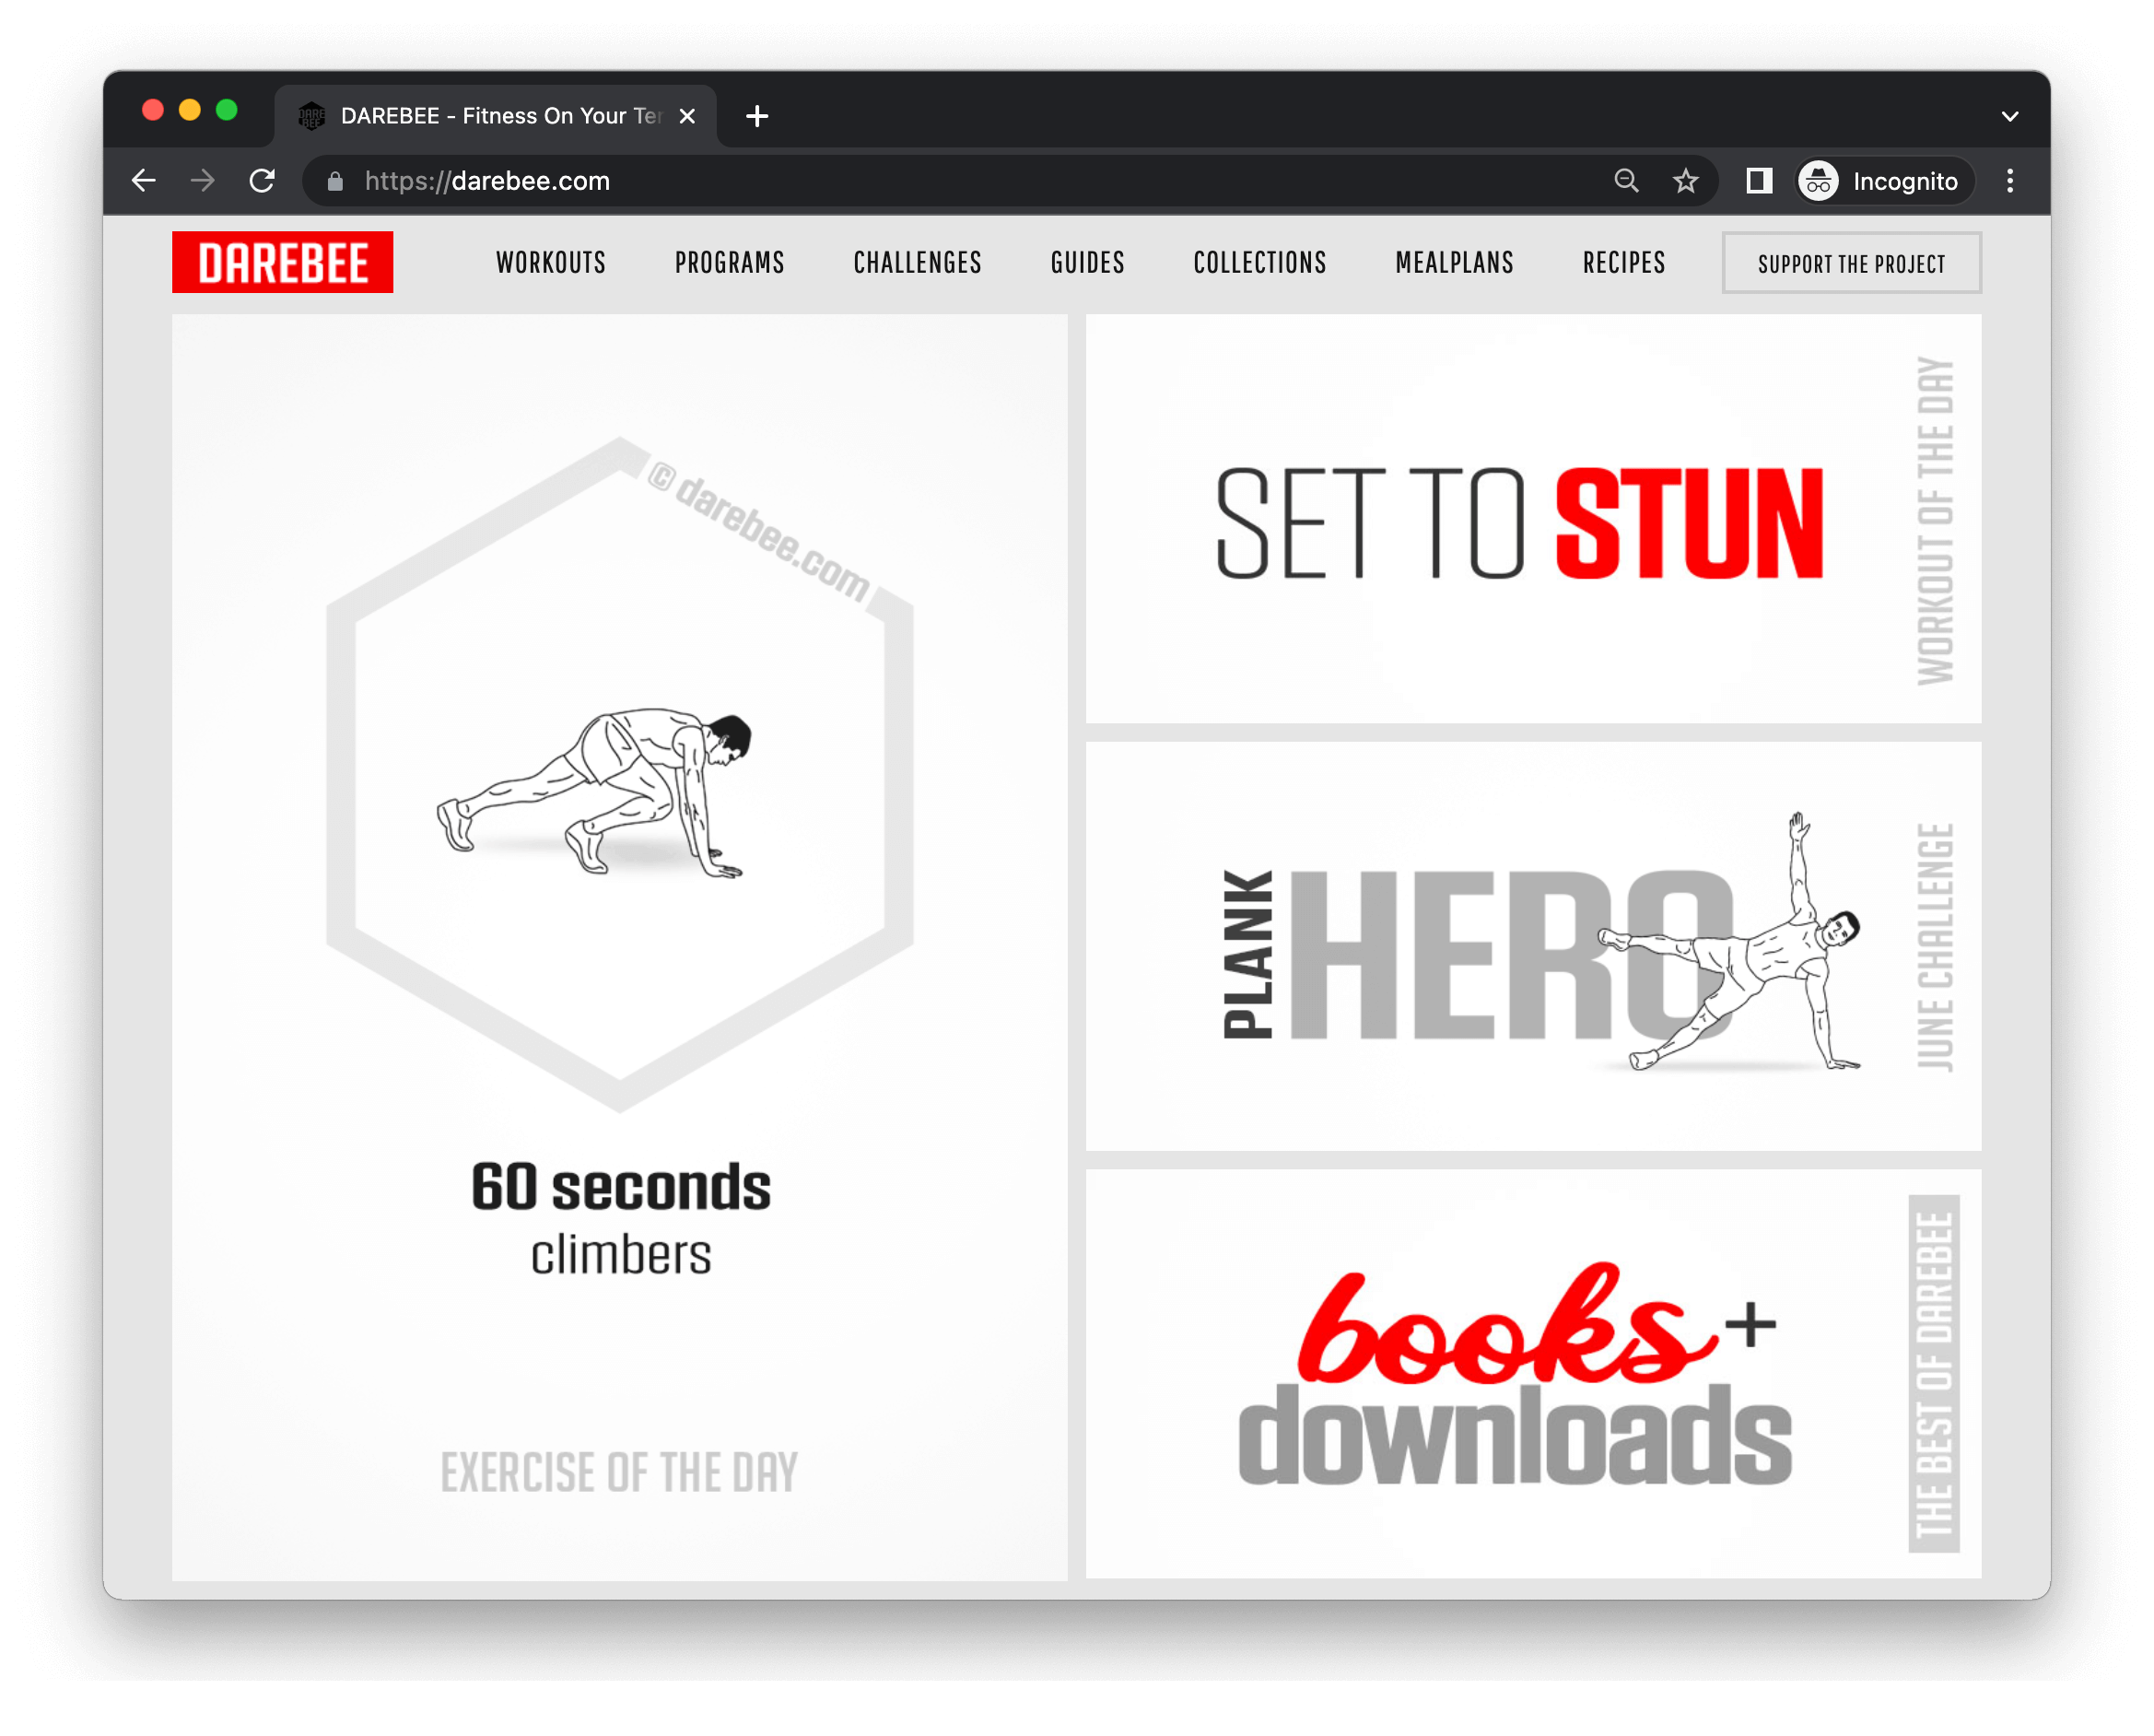 DAREBEE - Fitness On Your Ter
https://darebee.com
Incognito
DAREBEE
WORKOUTS
PROGRAMS
CHALLENGES
GUIDES
COLLECTIONS
MEALPLANS
RECIPES
SUPPORT THE PROJECT
© darebee.com
60 seconds
climbers
EXERCISE OF THE DAY
SET TO STUN
WORKOUT OF THE DAY
PLANK
HERO
JUNE CHALLENGE
books+
downloads
THE BEST OF DAREBEE